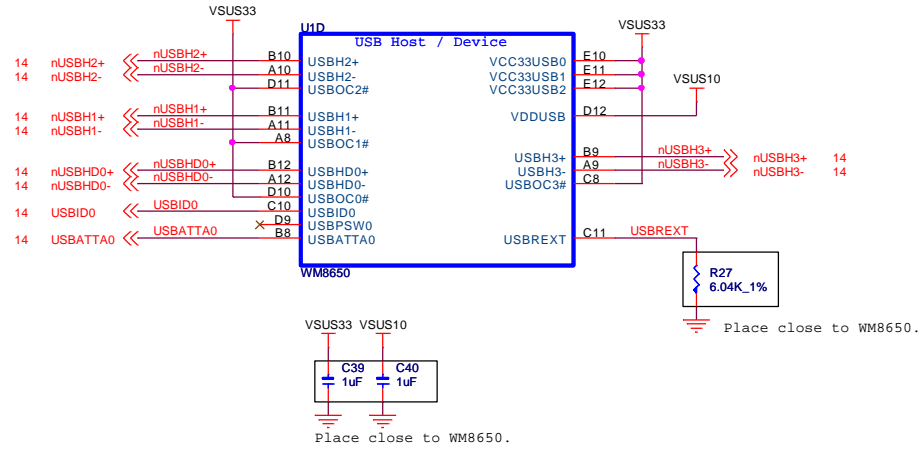 VSUS33
U1D
USB Host / Device
VSUS33
14 nUSBH2+ nUSBH2+ B10 USBH2+ VCC33USB0 E10
14 nUSBH2- nUSBH2- A10 USBH2- VCC33USB1 E11
D11 USBOC2# VCC33USB2 E12
VSUS10
14 nUSBH1+ nUSBH1+ B11 USBH1+ VDDUSB D12
14 nUSBH1- nUSBH1- A11 USBH1-
A8 USBOC1#
USBH3+ B9 nUSBH3+ nUSBH3+ 14
14 nUSBHD0+ nUSBHD0+ B12 USBHD0+ USBH3- A9 nUSBH3- nUSBH3- 14
14 nUSBHD0- nUSBHD0- A12 USBHD0- USBOC3# C8
D10 USBOC0#
14 USBID0 USBID0 C10 USBID0
D9 USBPSW0
14 USBATTA0 USBATTA0 B8 USBATTA0 USBREXT C11 USBREXT
WM8650
R27
6.04K_1%
Place close to WM8650.
VSUS33 VSUS10
C39 C40
1uF 1uF
Place close to WM8650.